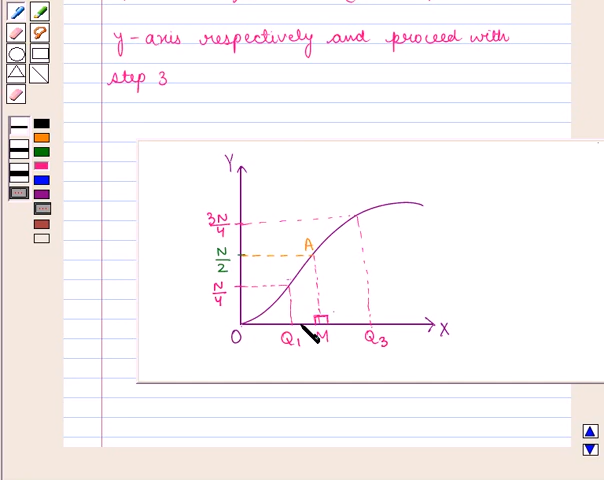 y-axis respectively and proceed with
step 3
Y
3N/4
A
N/2
N/4
O
Q1
M
Q3
X